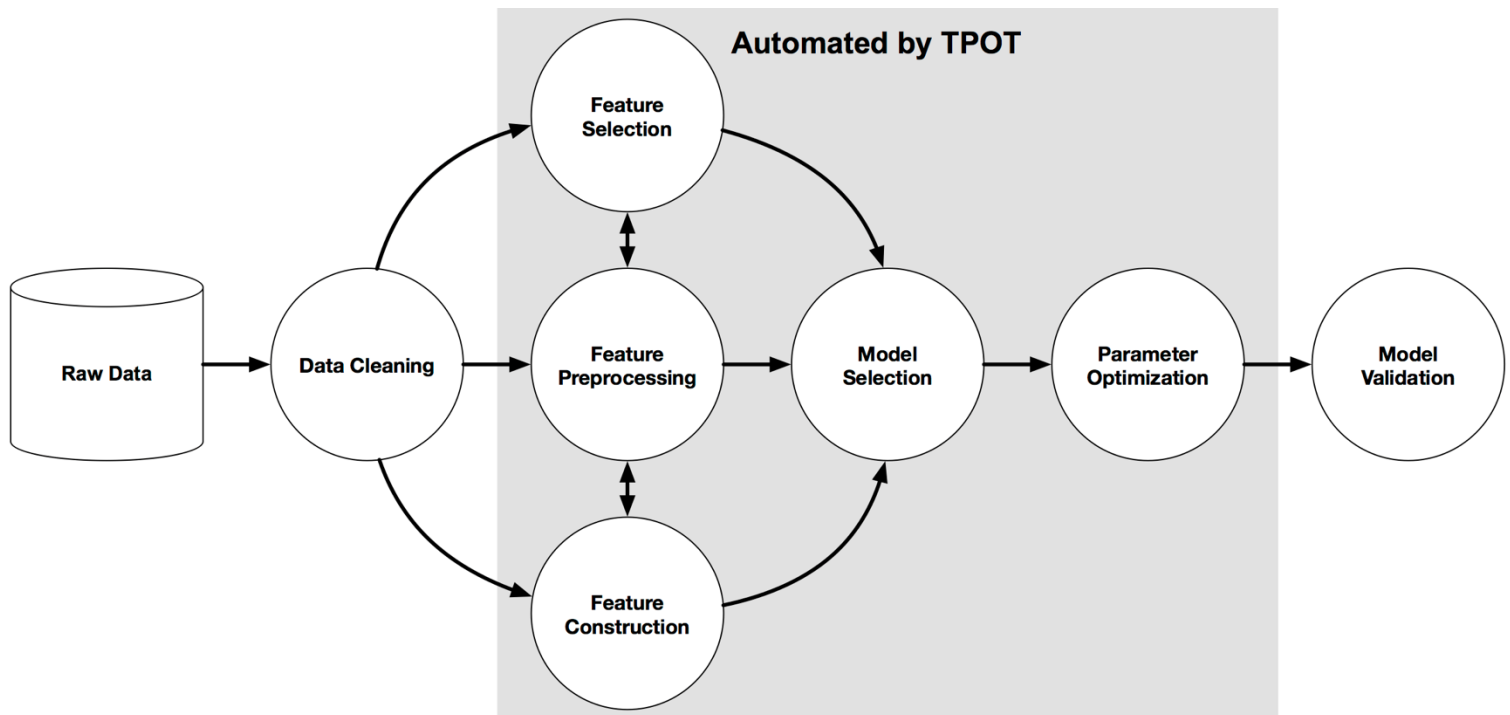 Automated by TPOT
Raw Data
Data Cleaning
Feature
Selection
Feature
Preprocessing
Feature
Construction
Model
Selection
Parameter
Optimization
Model
Validation